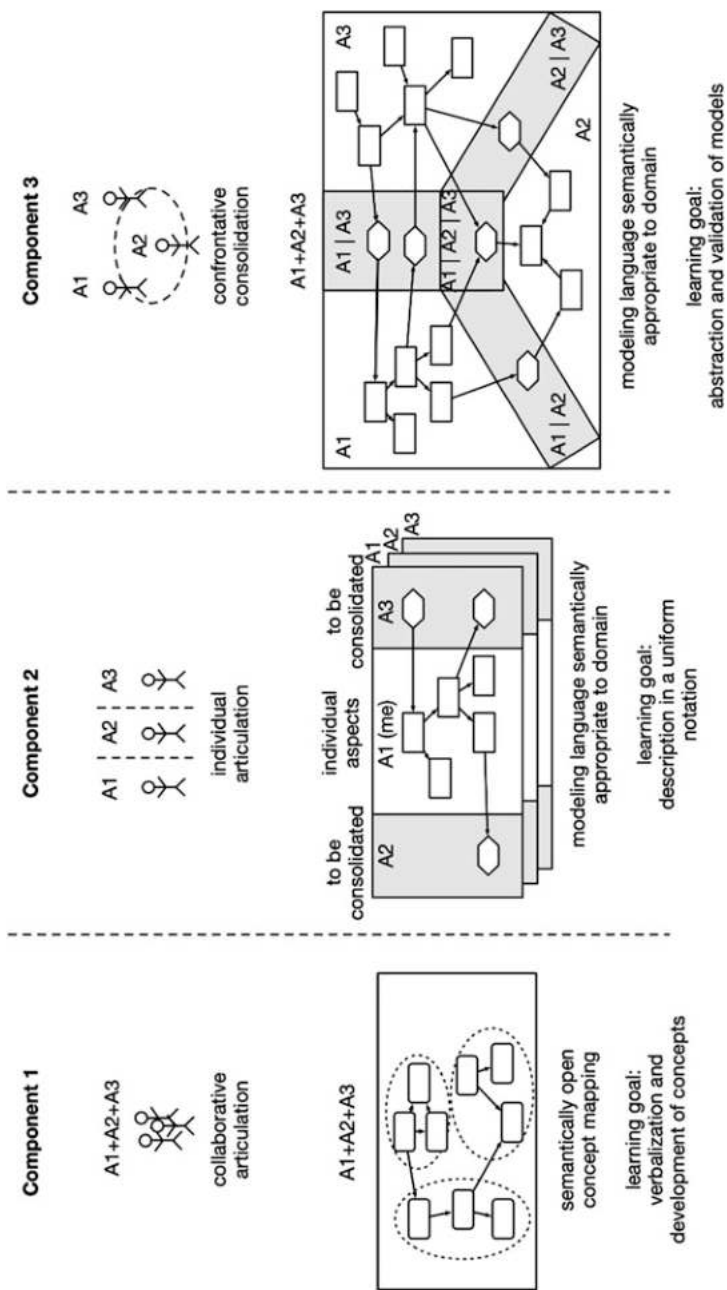 Component 1
A1+A2+A3
collaborative
articulation
A1+A2+A3
semantically open
concept mapping
learning goal:
verbalization and
development of concepts
Component 2
A1
A2
A3
individual
articulation
to be
consolidated
individual
aspects
to be
consolidated
A2
A1 (me)
A3
A1
A2
A3
modeling language semantically
appropriate to domain
learning goal:
description in a uniform
notation
Component 3
A1
A2
A3
confrontative
consolidation
A1+A2+A3
A1
A1 | A3
A3
A1 | A2 | A3
A1 | A2
A2
A2 | A3
modeling language semantically
appropriate to domain
learning goal:
abstraction and validation of models